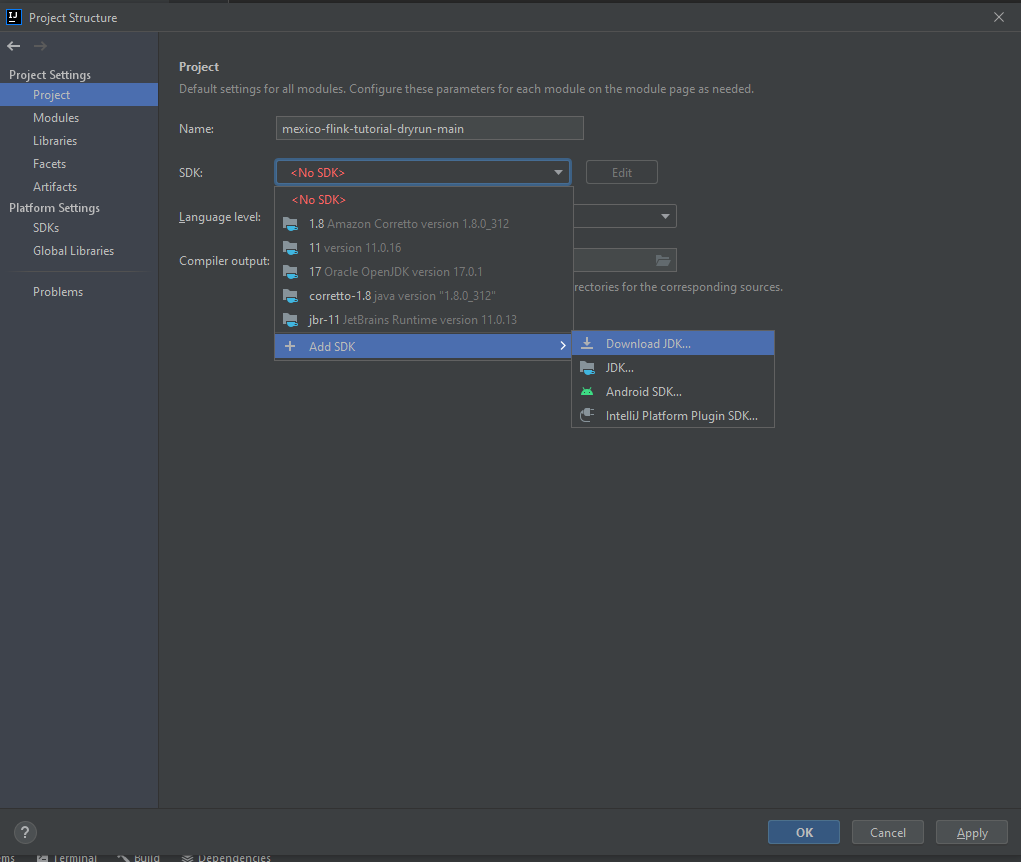 Project Structure
Project Settings
Project
Modules
Libraries
Facets
Artifacts
Platform Settings
SDKs
Global Libraries
Problems
Project
Default settings for all modules. Configure these parameters for each module on the module page as needed.
Name: mexico-flink-tutorial-dryrun-main
SDK: <No SDK> Edit
<No SDK>
1.8 Amazon Corretto version 1.8.0_312
11 version 11.0.16
17 Oracle OpenJDK version 17.0.1
corretto-1.8 java version "1.8.0_312"
jbr-11 JetBrains Runtime version 11.0.13
Add SDK
Download JDK...
JDK...
Android SDK...
IntelliJ Platform Plugin SDK...
Language level:
Compiler output:
rectories for the corresponding sources.
?
OK Cancel Apply
ms Terminal Build Dependencies